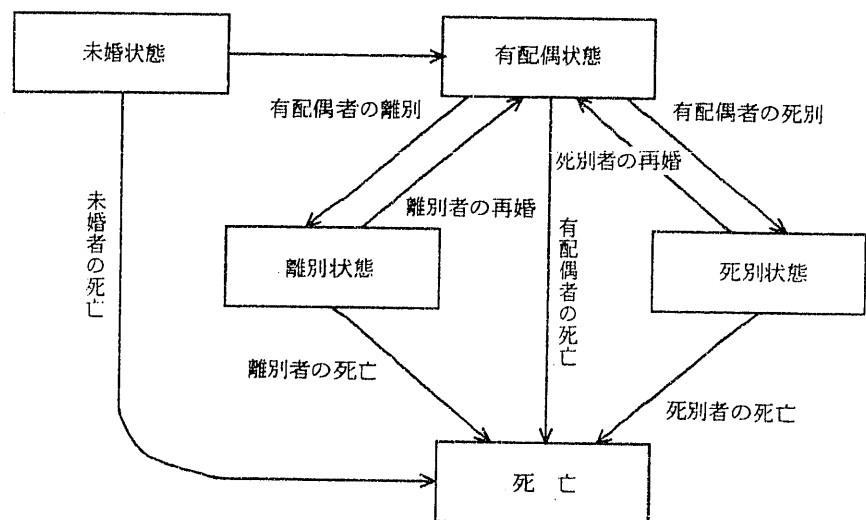 未婚状態
有配偶状態
有配偶者の離別
有配偶者の死別
死別者の再婚
離別者の再婚
未婚者の死亡
有配偶者の死亡
離別状態
死別状態
離別者の死亡
死別者の死亡
死 亡